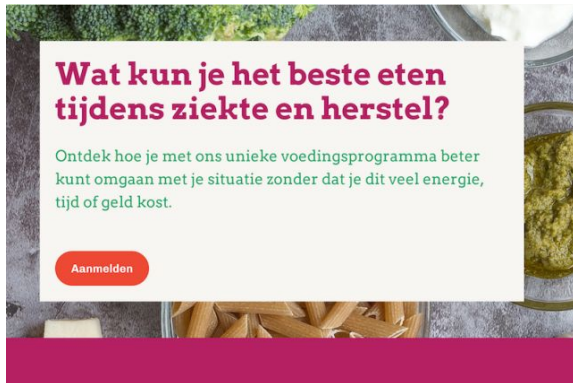 Wat kun je het beste eten
tijdens ziekte en herstel?
Ontdek hoe je met ons unieke voedingsprogramma beter
kunt omgaan met je situatie zonder dat je dit veel energie,
tijd of geld kost.
Aanmelden